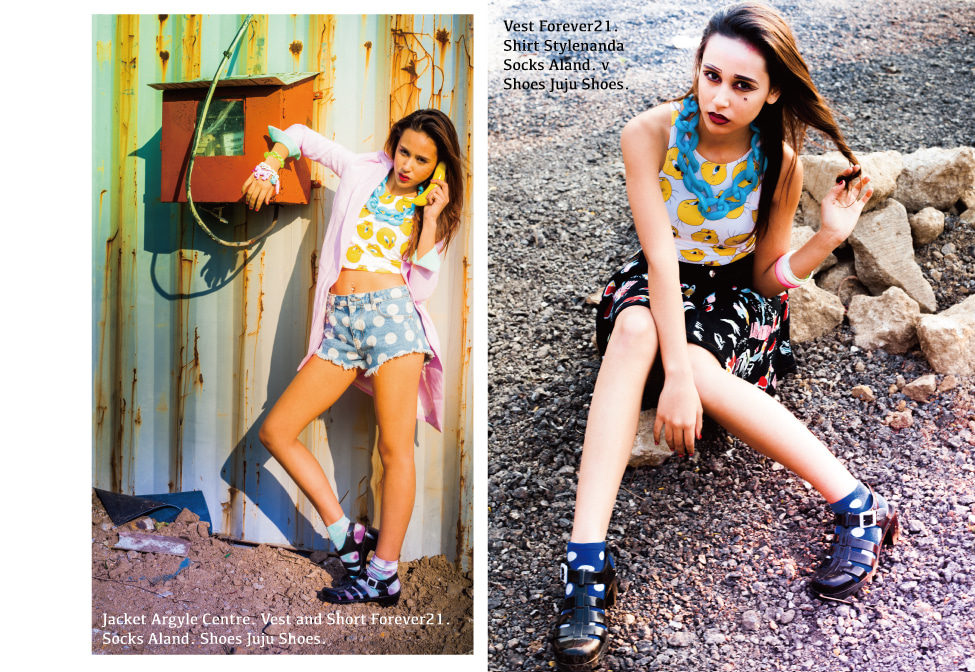 Jacket Argyle Centre. Vest and Short Forever21.
Socks Aland. Shoes Juju Shoes.
Vest Forever21.
Shirt Stylenanda
Socks Aland. v
Shoes Juju Shoes.